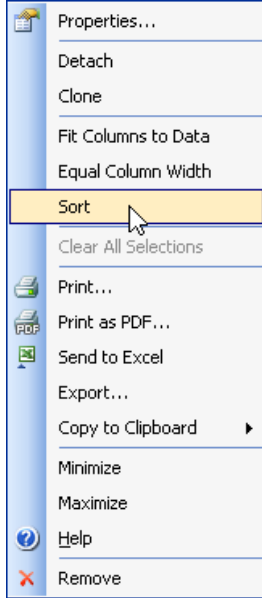 Properties...
Detach
Clone
Fit Columns to Data
Equal Column Width
Sort
Clear All Selections
Print...
PDF Print as PDF...
Send to Excel
Export...
Copy to Clipboard
Minimize
Maximize
? Help
Remove